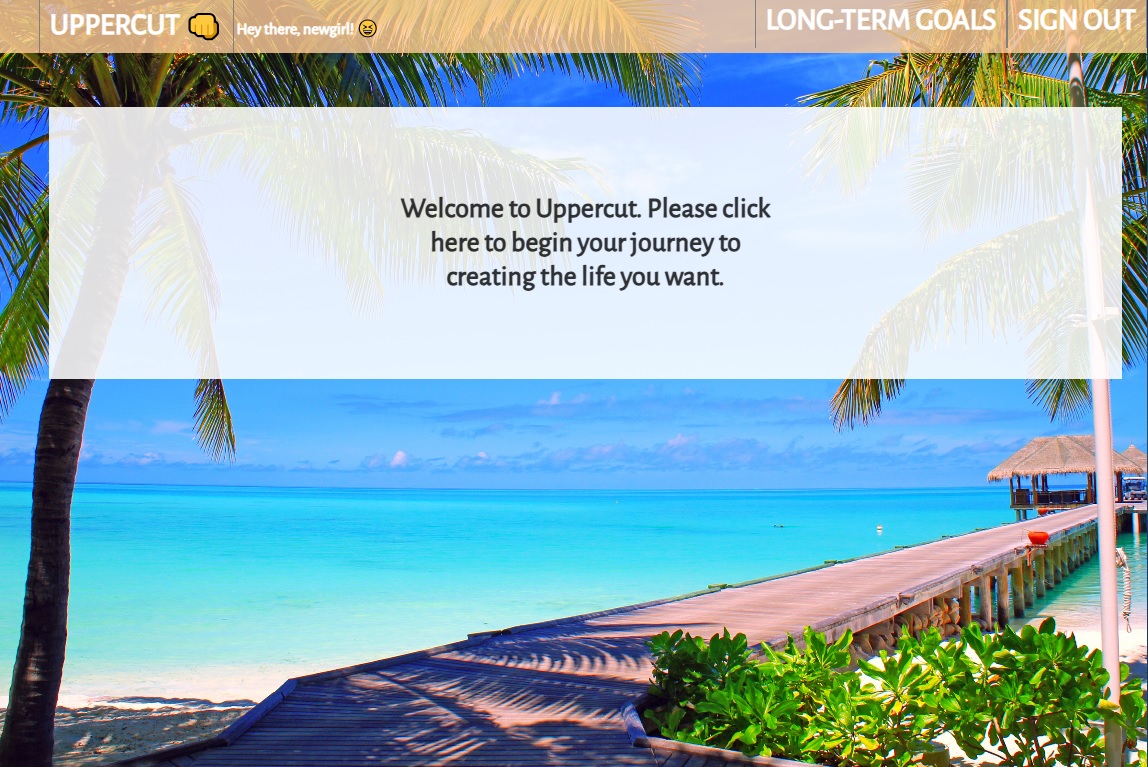 UPPERCUT 👊 Hey there, newgirl! 😆 LONG-TERM GOALS SIGN OUT
Welcome to Uppercut. Please click
here to begin your journey to
creating the life you want.